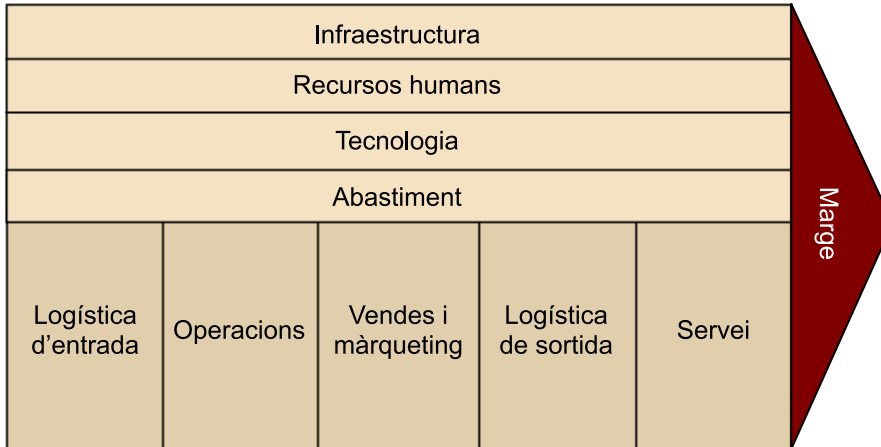 Infraestructura
Recursos humans
Tecnologia
Abastiment
Marge
Logística
d’entrada
Operacions
Vendes i
màrqueting
Logística
de sortida
Servei